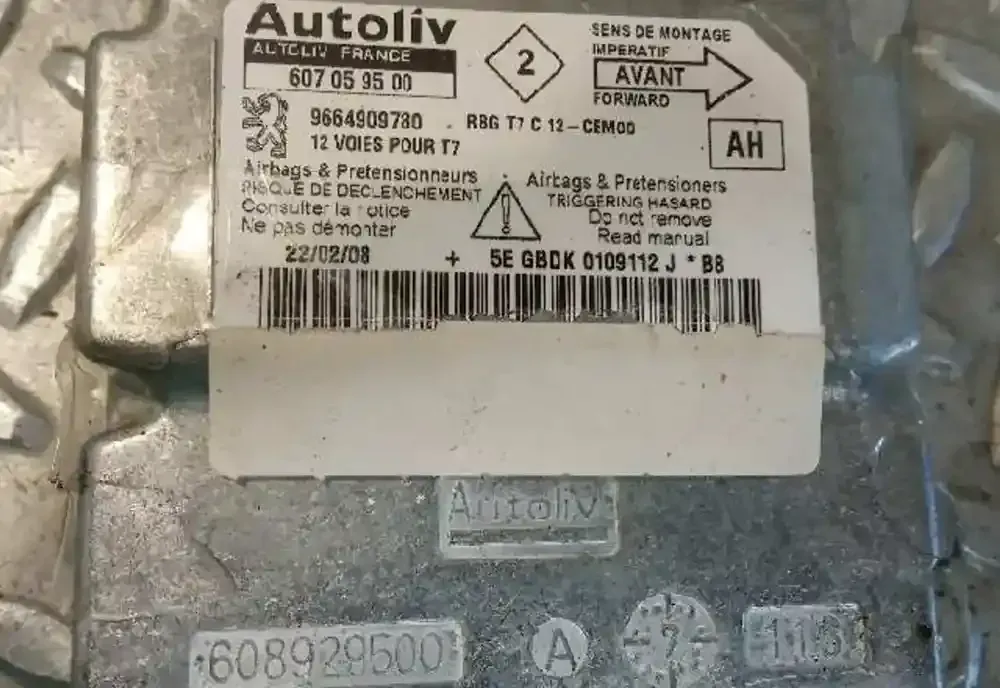 Autoliv
AUTOLIV FRANCE
607 05 95 00
2
SENS DE MONTAGE
IMPERATIF
AVANT
FORWARD
9664909780 . RBG T7 C 12-CEM00
12 VOIES POUR T7
AH
Airbags & Pretensionneurs
RISQUE DE DECLENCHEMENT
Consulter la notice
Ne pas démonter
!
Airbags & Pretensioners
TRIGGERING HASARD
Do not remove
Read manual
22/02/08 + 5E GBDK 0109112 J * B8
Autoliv
608929500
A
7